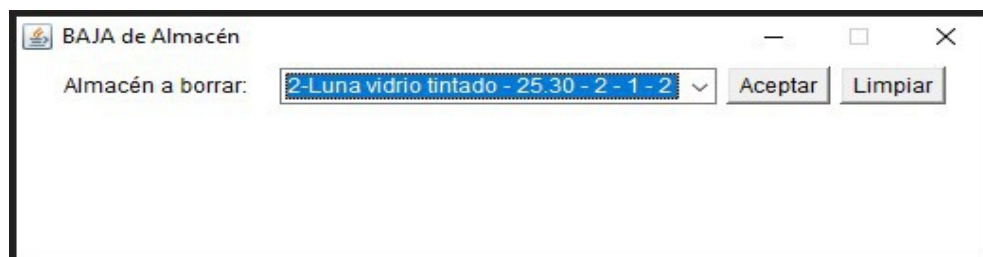 BAJA de Almacén
Almacén a borrar: 2-Luna vidrio tintado - 25.30 - 2 - 1 - 2 Aceptar Limpiar